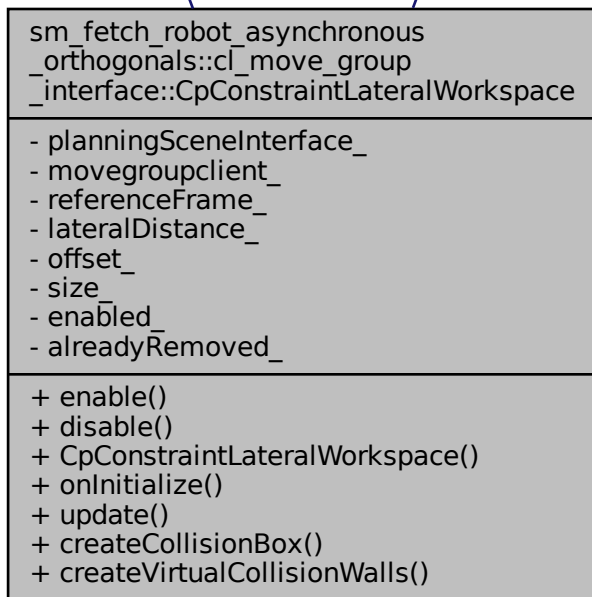 sm_fetch_robot_asynchronous
_orthogonals::cl_move_group
_interface::CpConstraintLateralWorkspace
- planningSceneInterface_
- movegroupclient_
- referenceFrame_
- lateralDistance_
- offset_
- size_
- enabled_
- alreadyRemoved_
+ enable()
+ disable()
+ CpConstraintLateralWorkspace()
+ onInitialize()
+ update()
+ createCollisionBox()
+ createVirtualCollisionWalls()